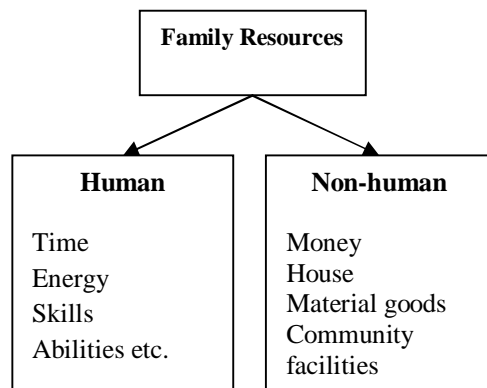 Family Resources
Human
Time
Energy
Skills
Abilities etc.
Non-human
Money
House
Material goods
Community
facilities